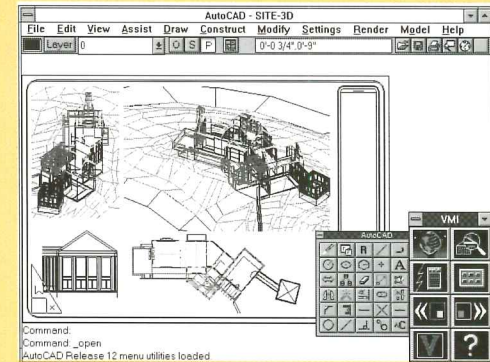 AutoCAD - SITE-3D
File Edit View Assist Draw Construct Modify Settings Render Model Help
Layer 0 O S P 0'-0 3/4",0'-9"
AutoCAD
R
A
VMI
V ?
X
Command:
Command: _open
AutoCAD Release 12 menu utilities loaded